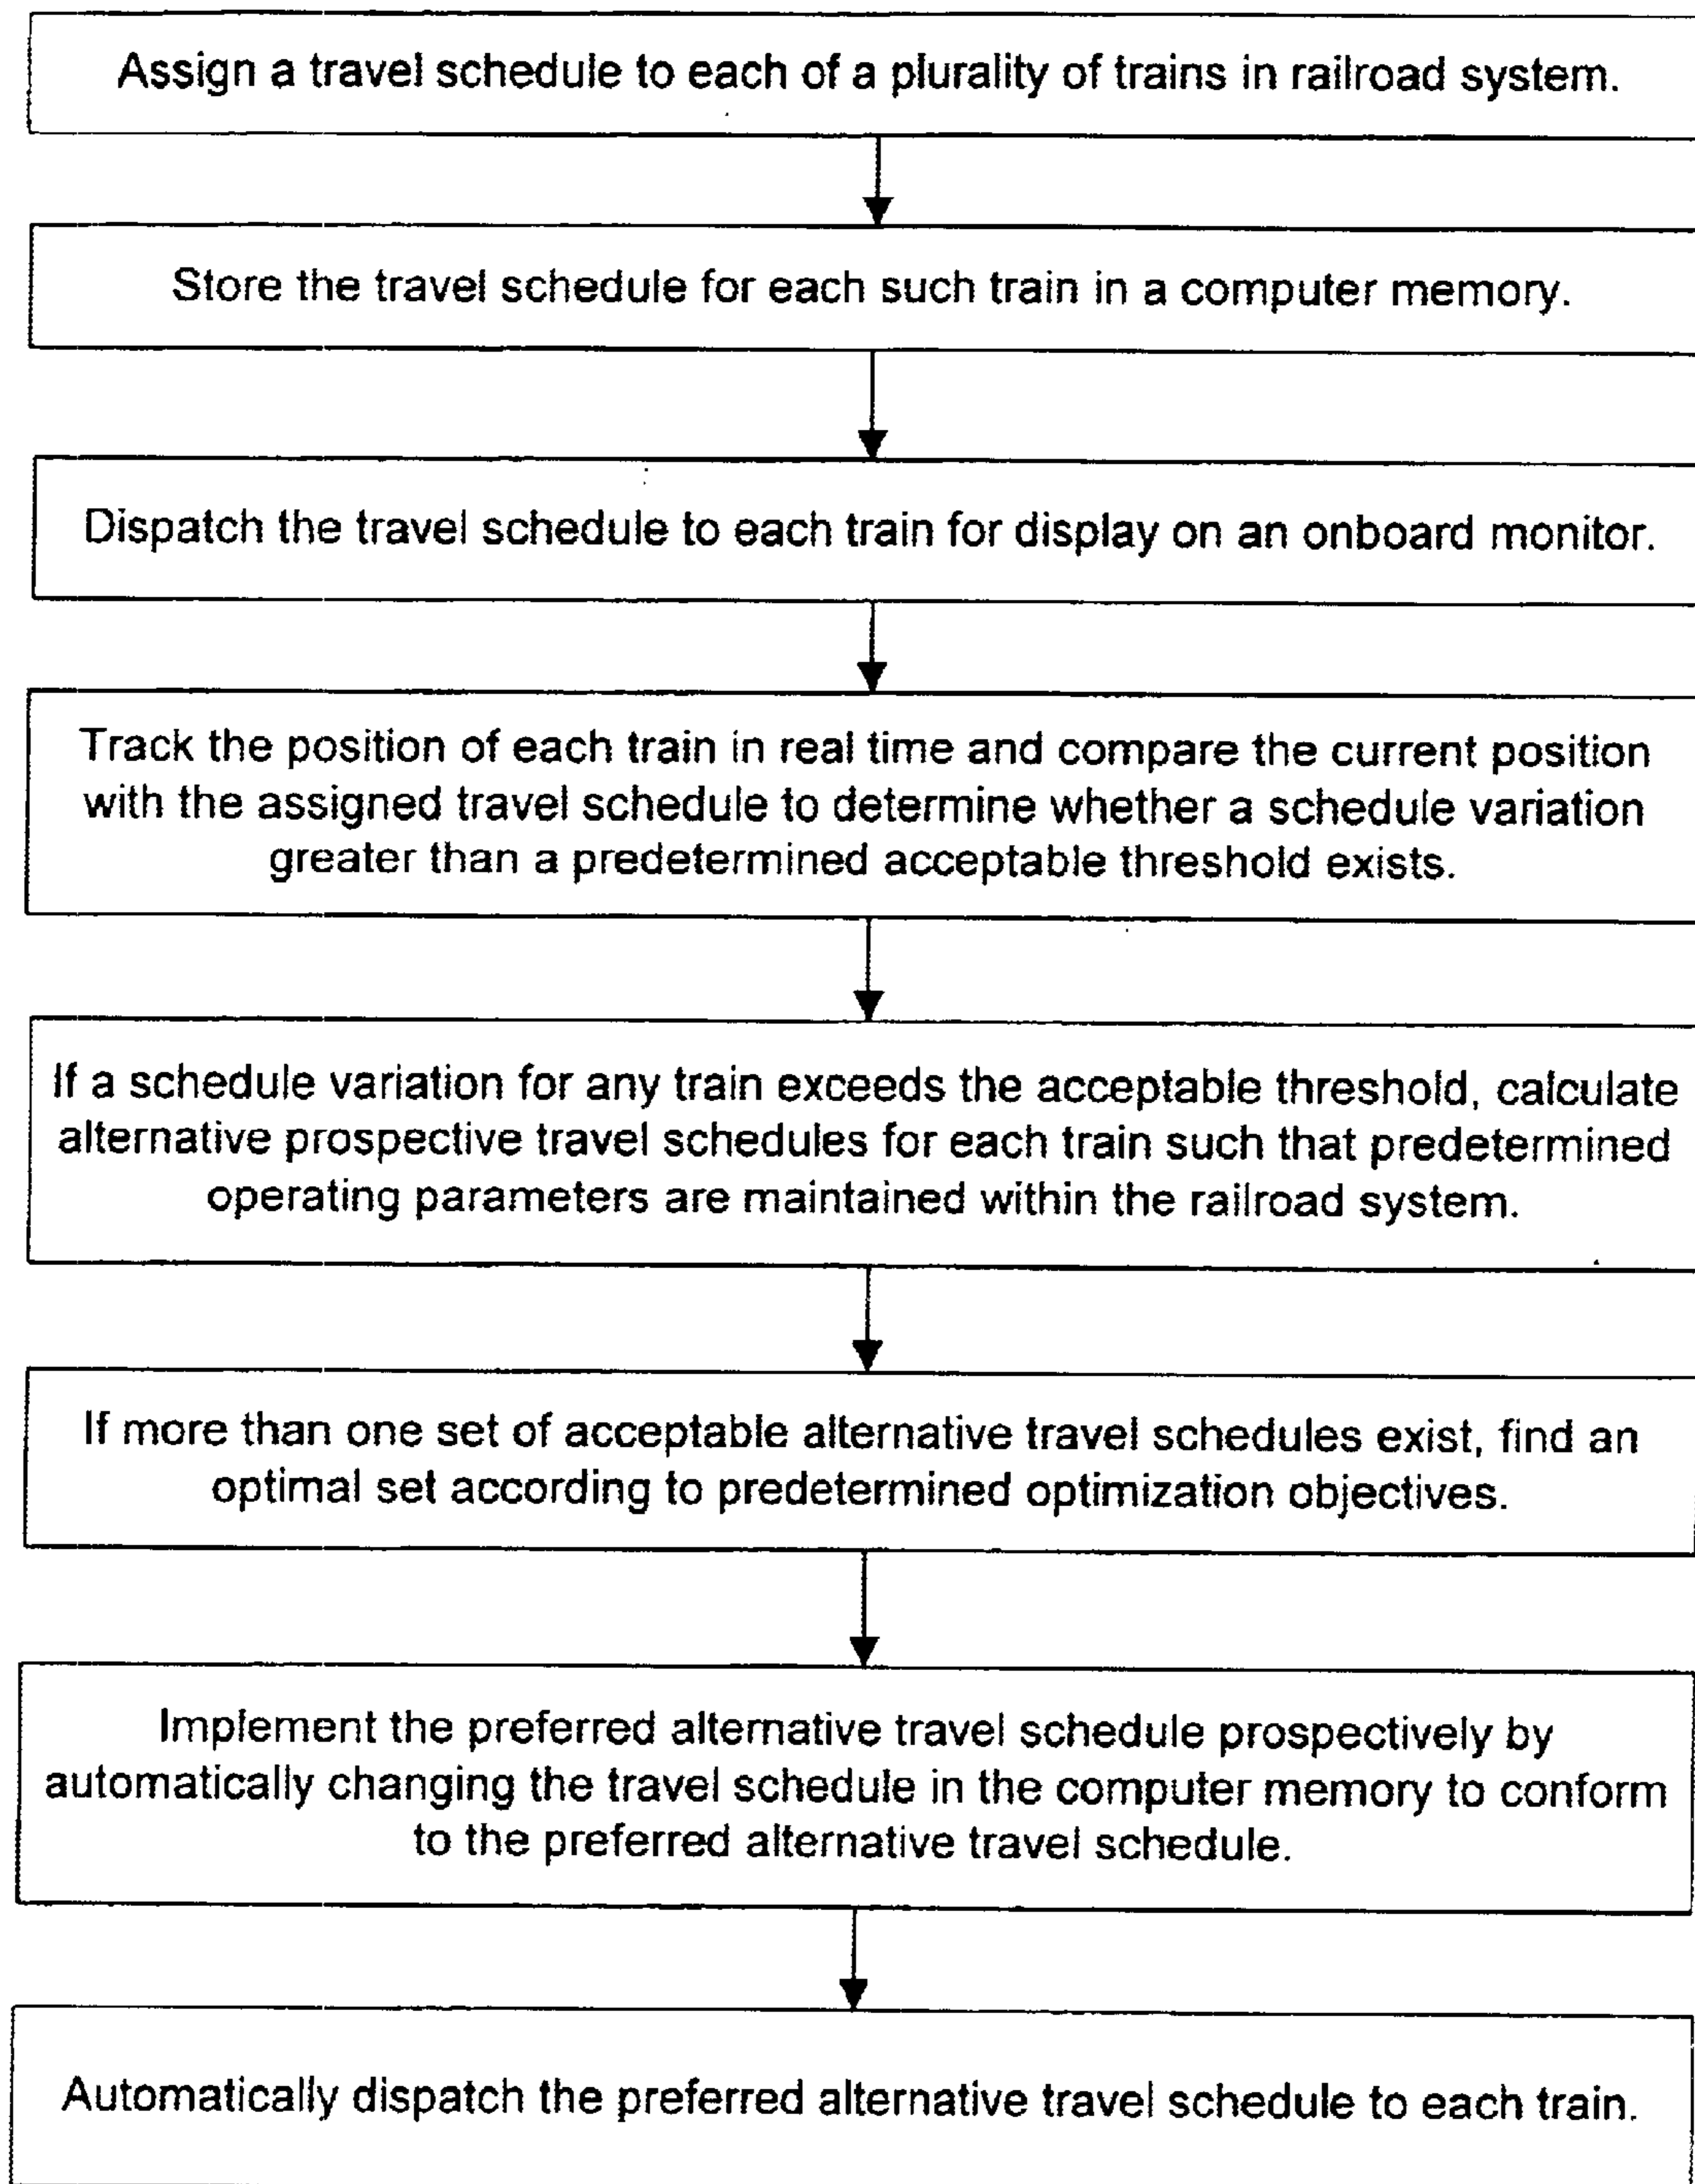 Assign a travel schedule to each of a plurality of trains in railroad system.
Store the travel schedule for each such train in a computer memory.
Dispatch the travel schedule to each train for display on an onboard monitor.
Track the position of each train in real time and compare the current position
with the assigned travel schedule to determine whether a schedule variation
greater than a predetermined acceptable threshold exists.
If a schedule variation for any train exceeds the acceptable threshold, calculate
alternative prospective travel schedules for each train such that predetermined
operating parameters are maintained within the railroad system.
If more than one set of acceptable alternative travel schedules exist, find an
optimal set according to predetermined optimization objectives.
Implement the preferred alternative travel schedule prospectively by
automatically changing the travel schedule in the computer memory to conform
to the preferred alternative travel schedule.
Automatically dispatch the preferred alternative travel schedule to each train.